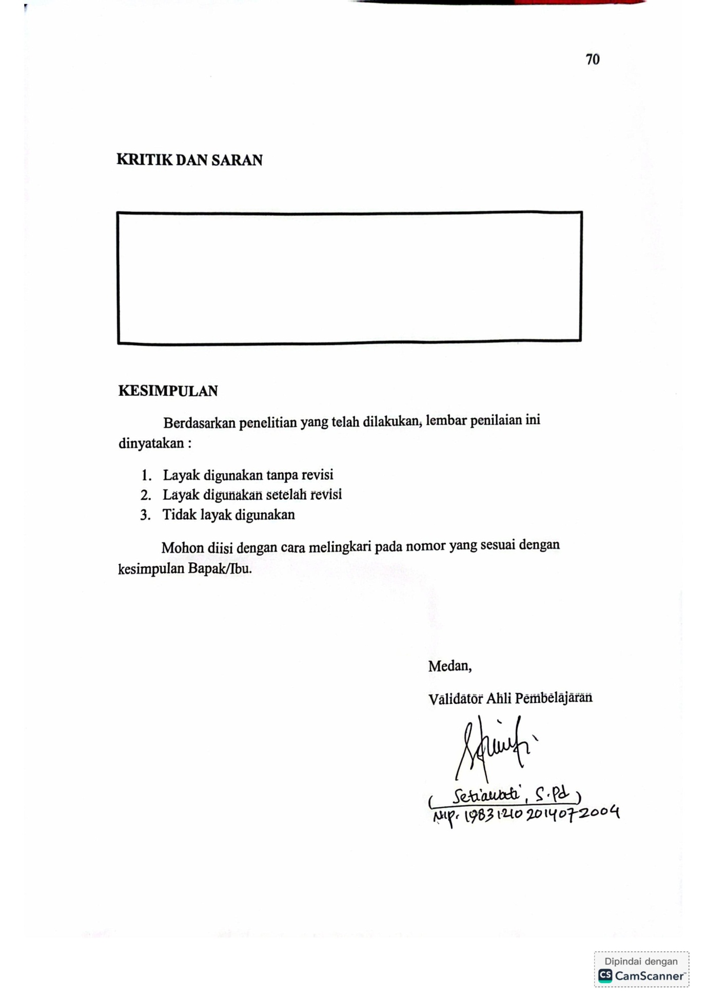 70
KRITIK DAN SARAN
KESIMPULAN
Berdasarkan penelitian yang telah dilakukan, lembar penilaian ini
dinyatakan :
1. Layak digunakan tanpa revisi
2. Layak digunakan setelah revisi
3. Tidak layak digunakan
Mohon diisi dengan cara melingkari pada nomor yang sesuai dengan
kesimpulan Bapak/Ibu.
Medan,
Validator Ahli Pembelajaran
( Setiawati, S.Pd )
Nip. 19831210 201407 2004
Dipindai dengan
CS CamScanner™